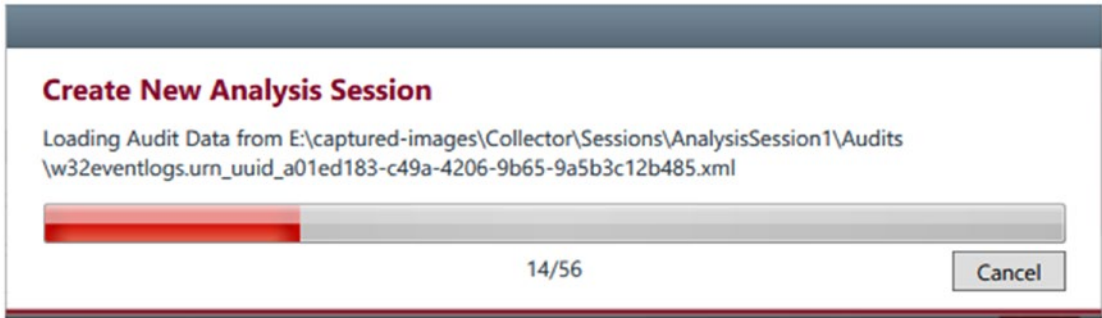 Create New Analysis Session
Loading Audit Data from E:\captured-images\Collector\Sessions\AnalysisSession1\Audits
\w32eventlogs.urn_uuid_a01ed183-c49a-4206-9b65-9a5b3c12b485.xml
14/56
Cancel